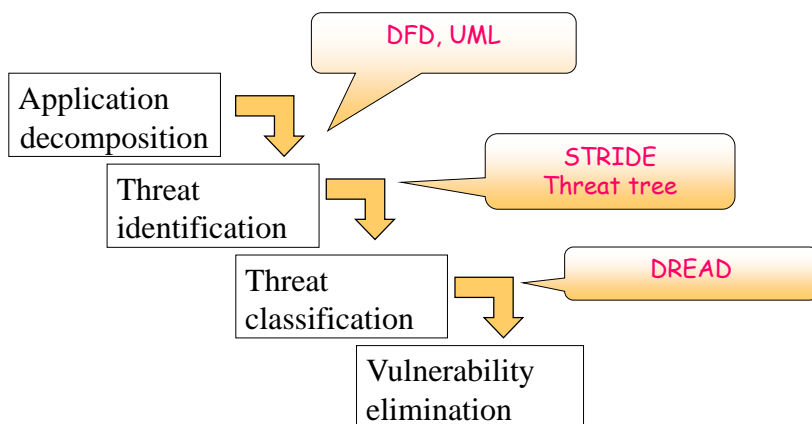 DFD, UML
Application
decomposition
STRIDE
Threat tree
Threat
identification
DREAD
Threat
classification
Vulnerability
elimination